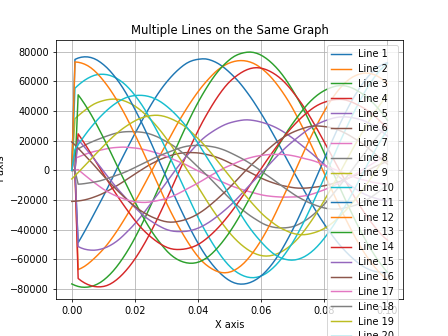 Multiple Lines on the Same Graph
80000
60000
40000
20000
0
−20000
−40000
−60000
−80000
0.00
0.02
0.04
0.06
X axis
Line 1
Line 2
Line 3
Line 4
Line 5
Line 6
Line 7
Line 8
Line 9
Line 10
Line 11
Line 12
Line 13
Line 14
Line 15
Line 16
Line 17
Line 18
Line 19
Line 20